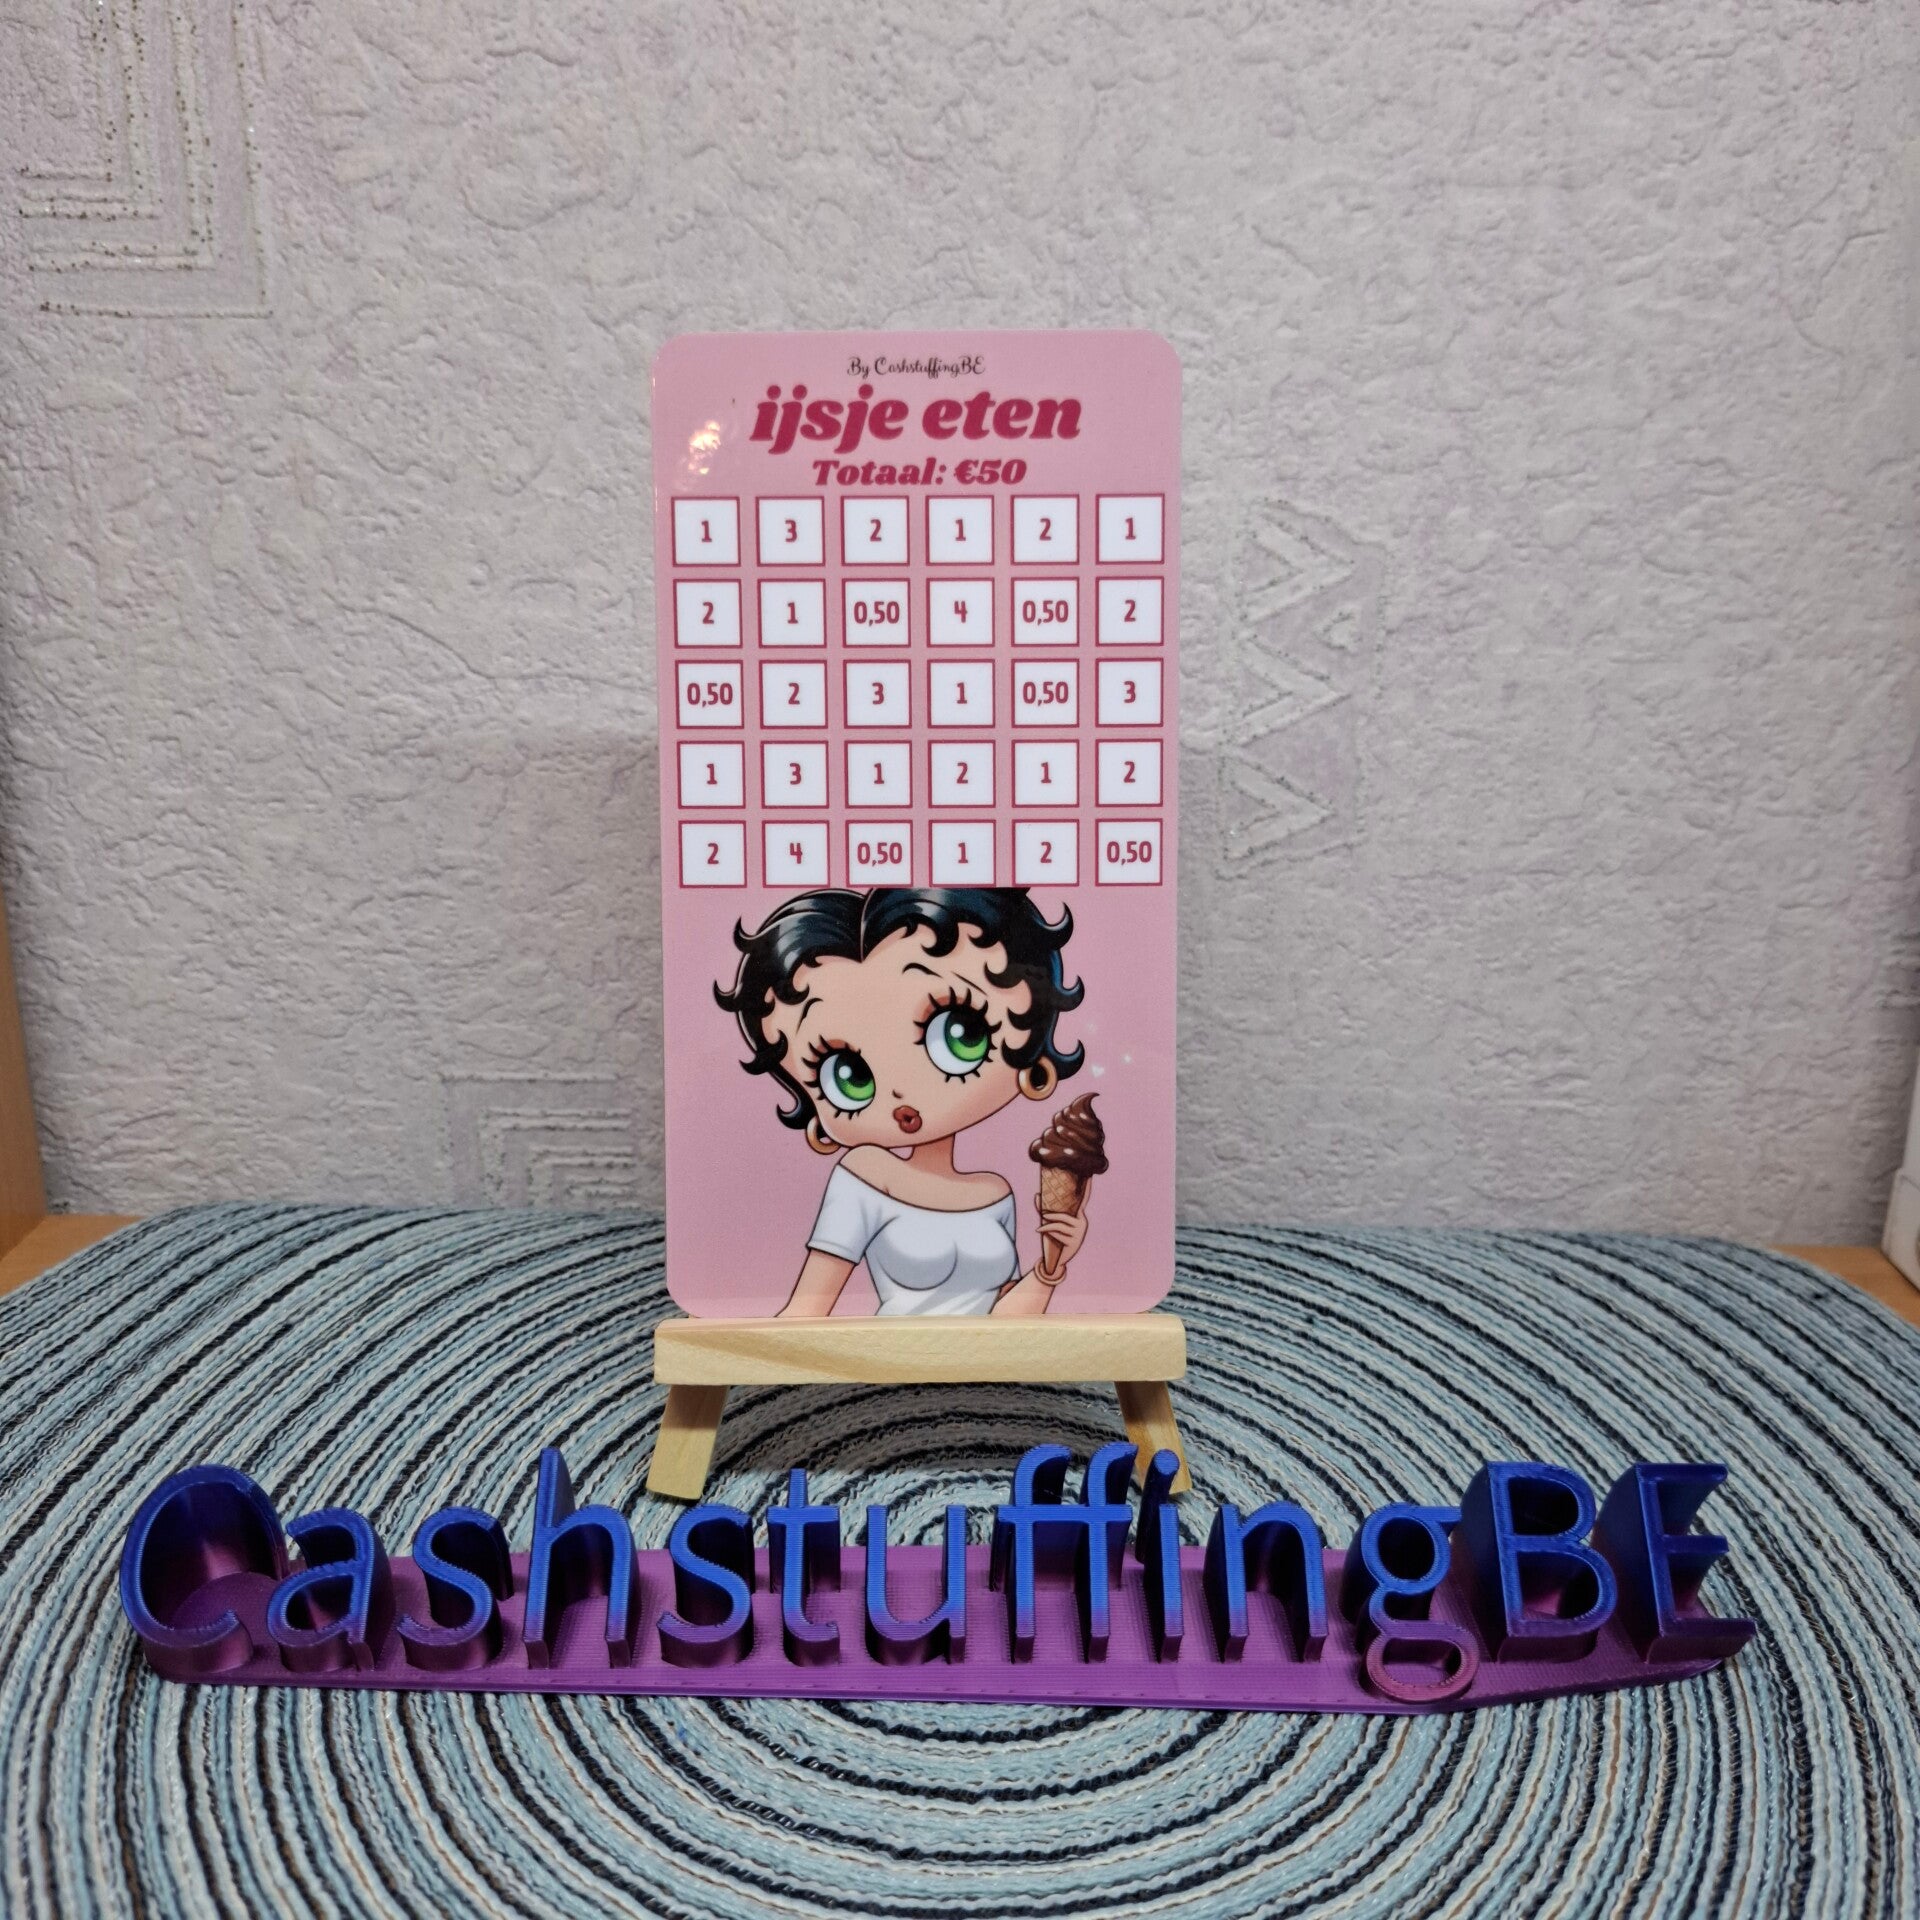 By CashstuffingBE
ijsje eten
Totaal: €50
1 3 2 1 2 1
2 1 0,50 4 0,50 2
0,50 2 3 1 0,50 3
1 3 1 2 1 2
2 4 0,50 1 2 0,50
CashstuffingBE